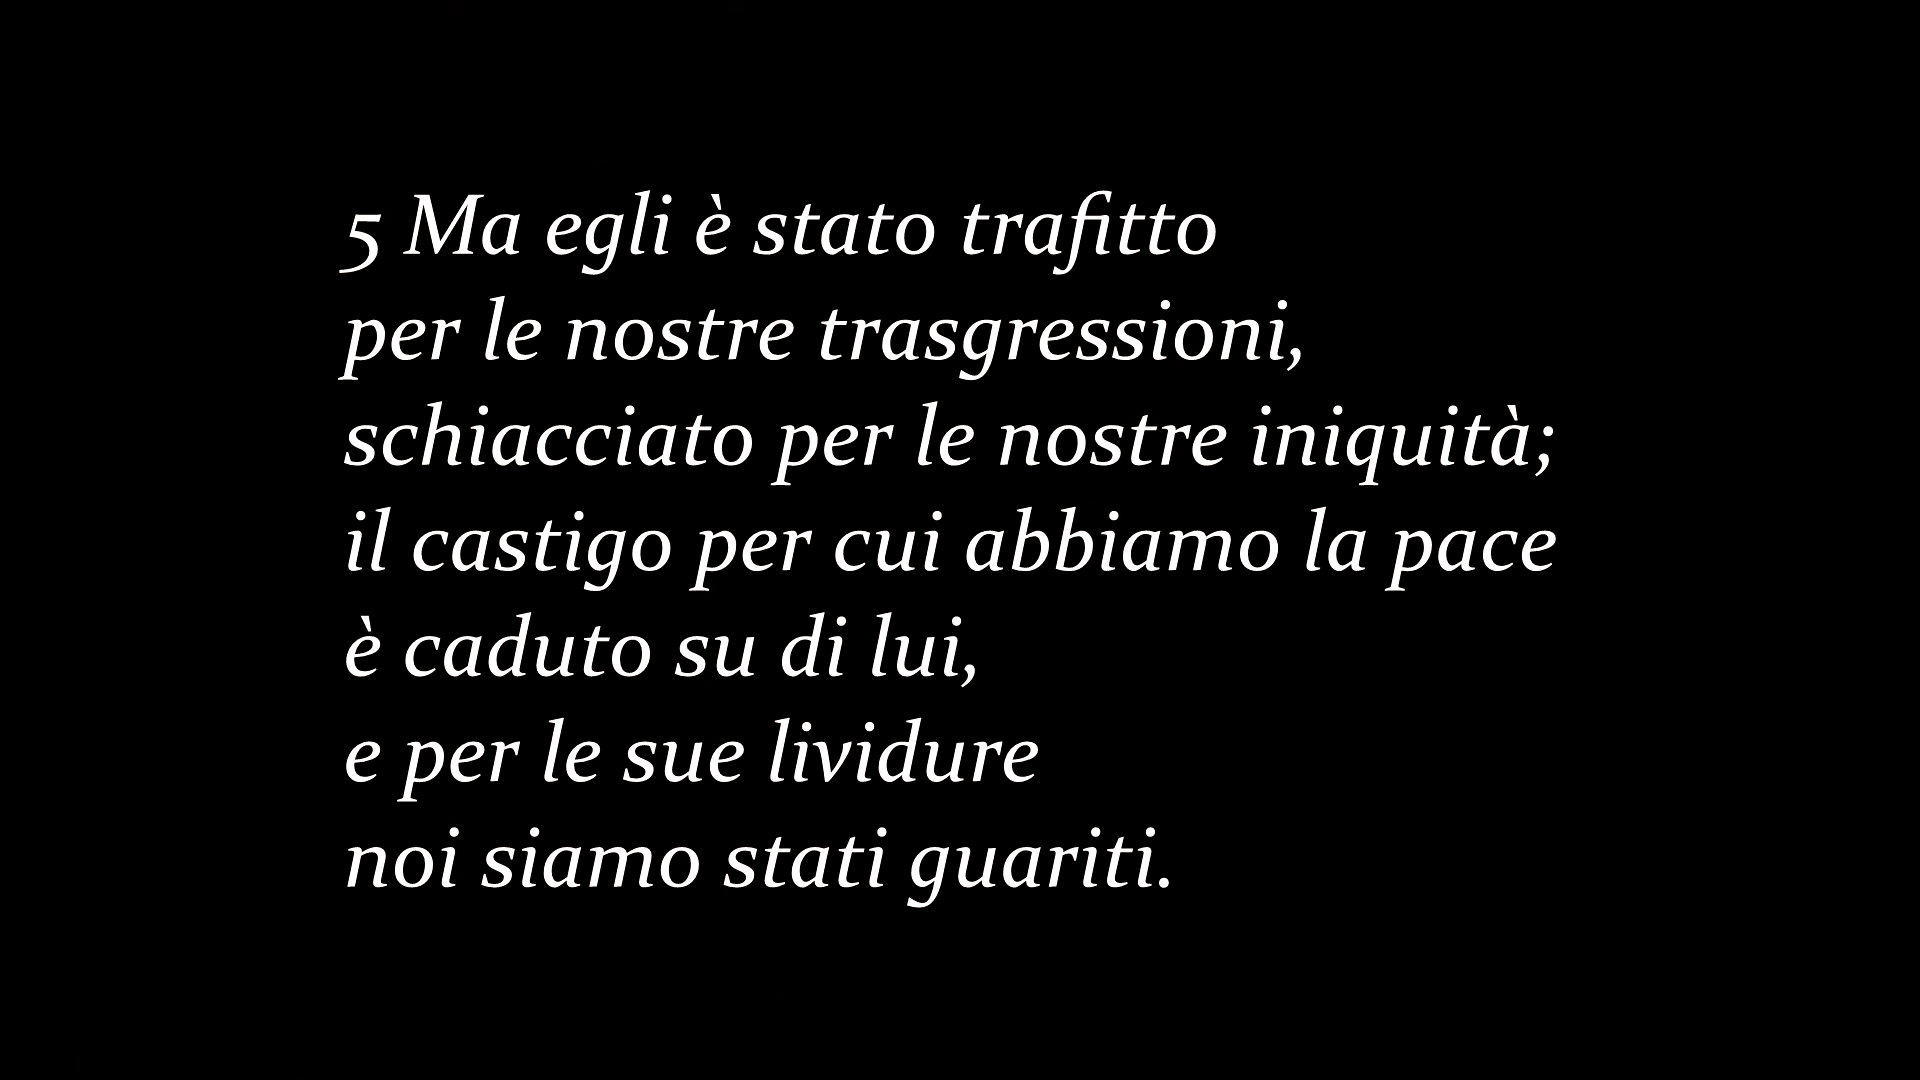 5 Ma egli è stato trafitto
per le nostre trasgressioni,
schiacciato per le nostre iniquità;
il castigo per cui abbiamo la pace
è caduto su di lui,
e per le sue lividure
noi siamo stati guariti.